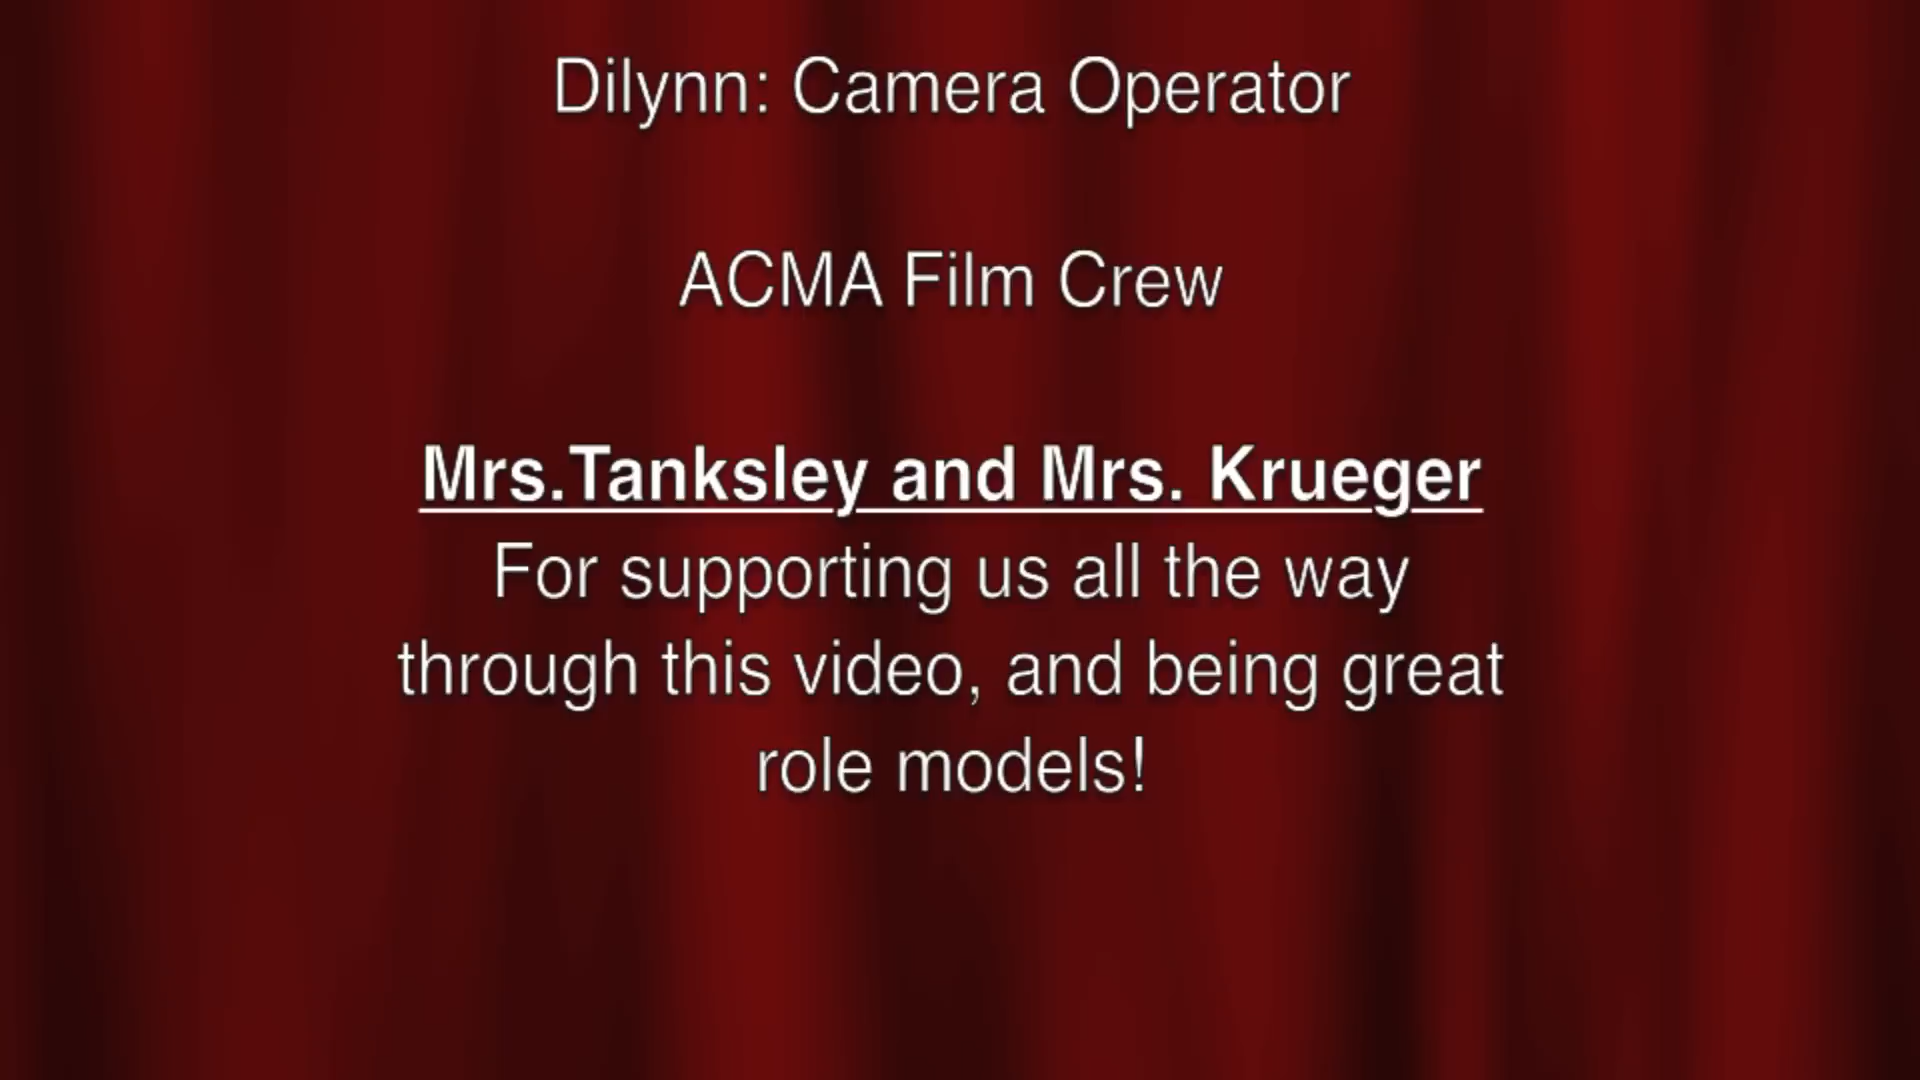 Dilynn: Camera Operator
ACMA Film Crew
Mrs.Tanksley and Mrs. Krueger
For supporting us all the way
through this video, and being great
role models!